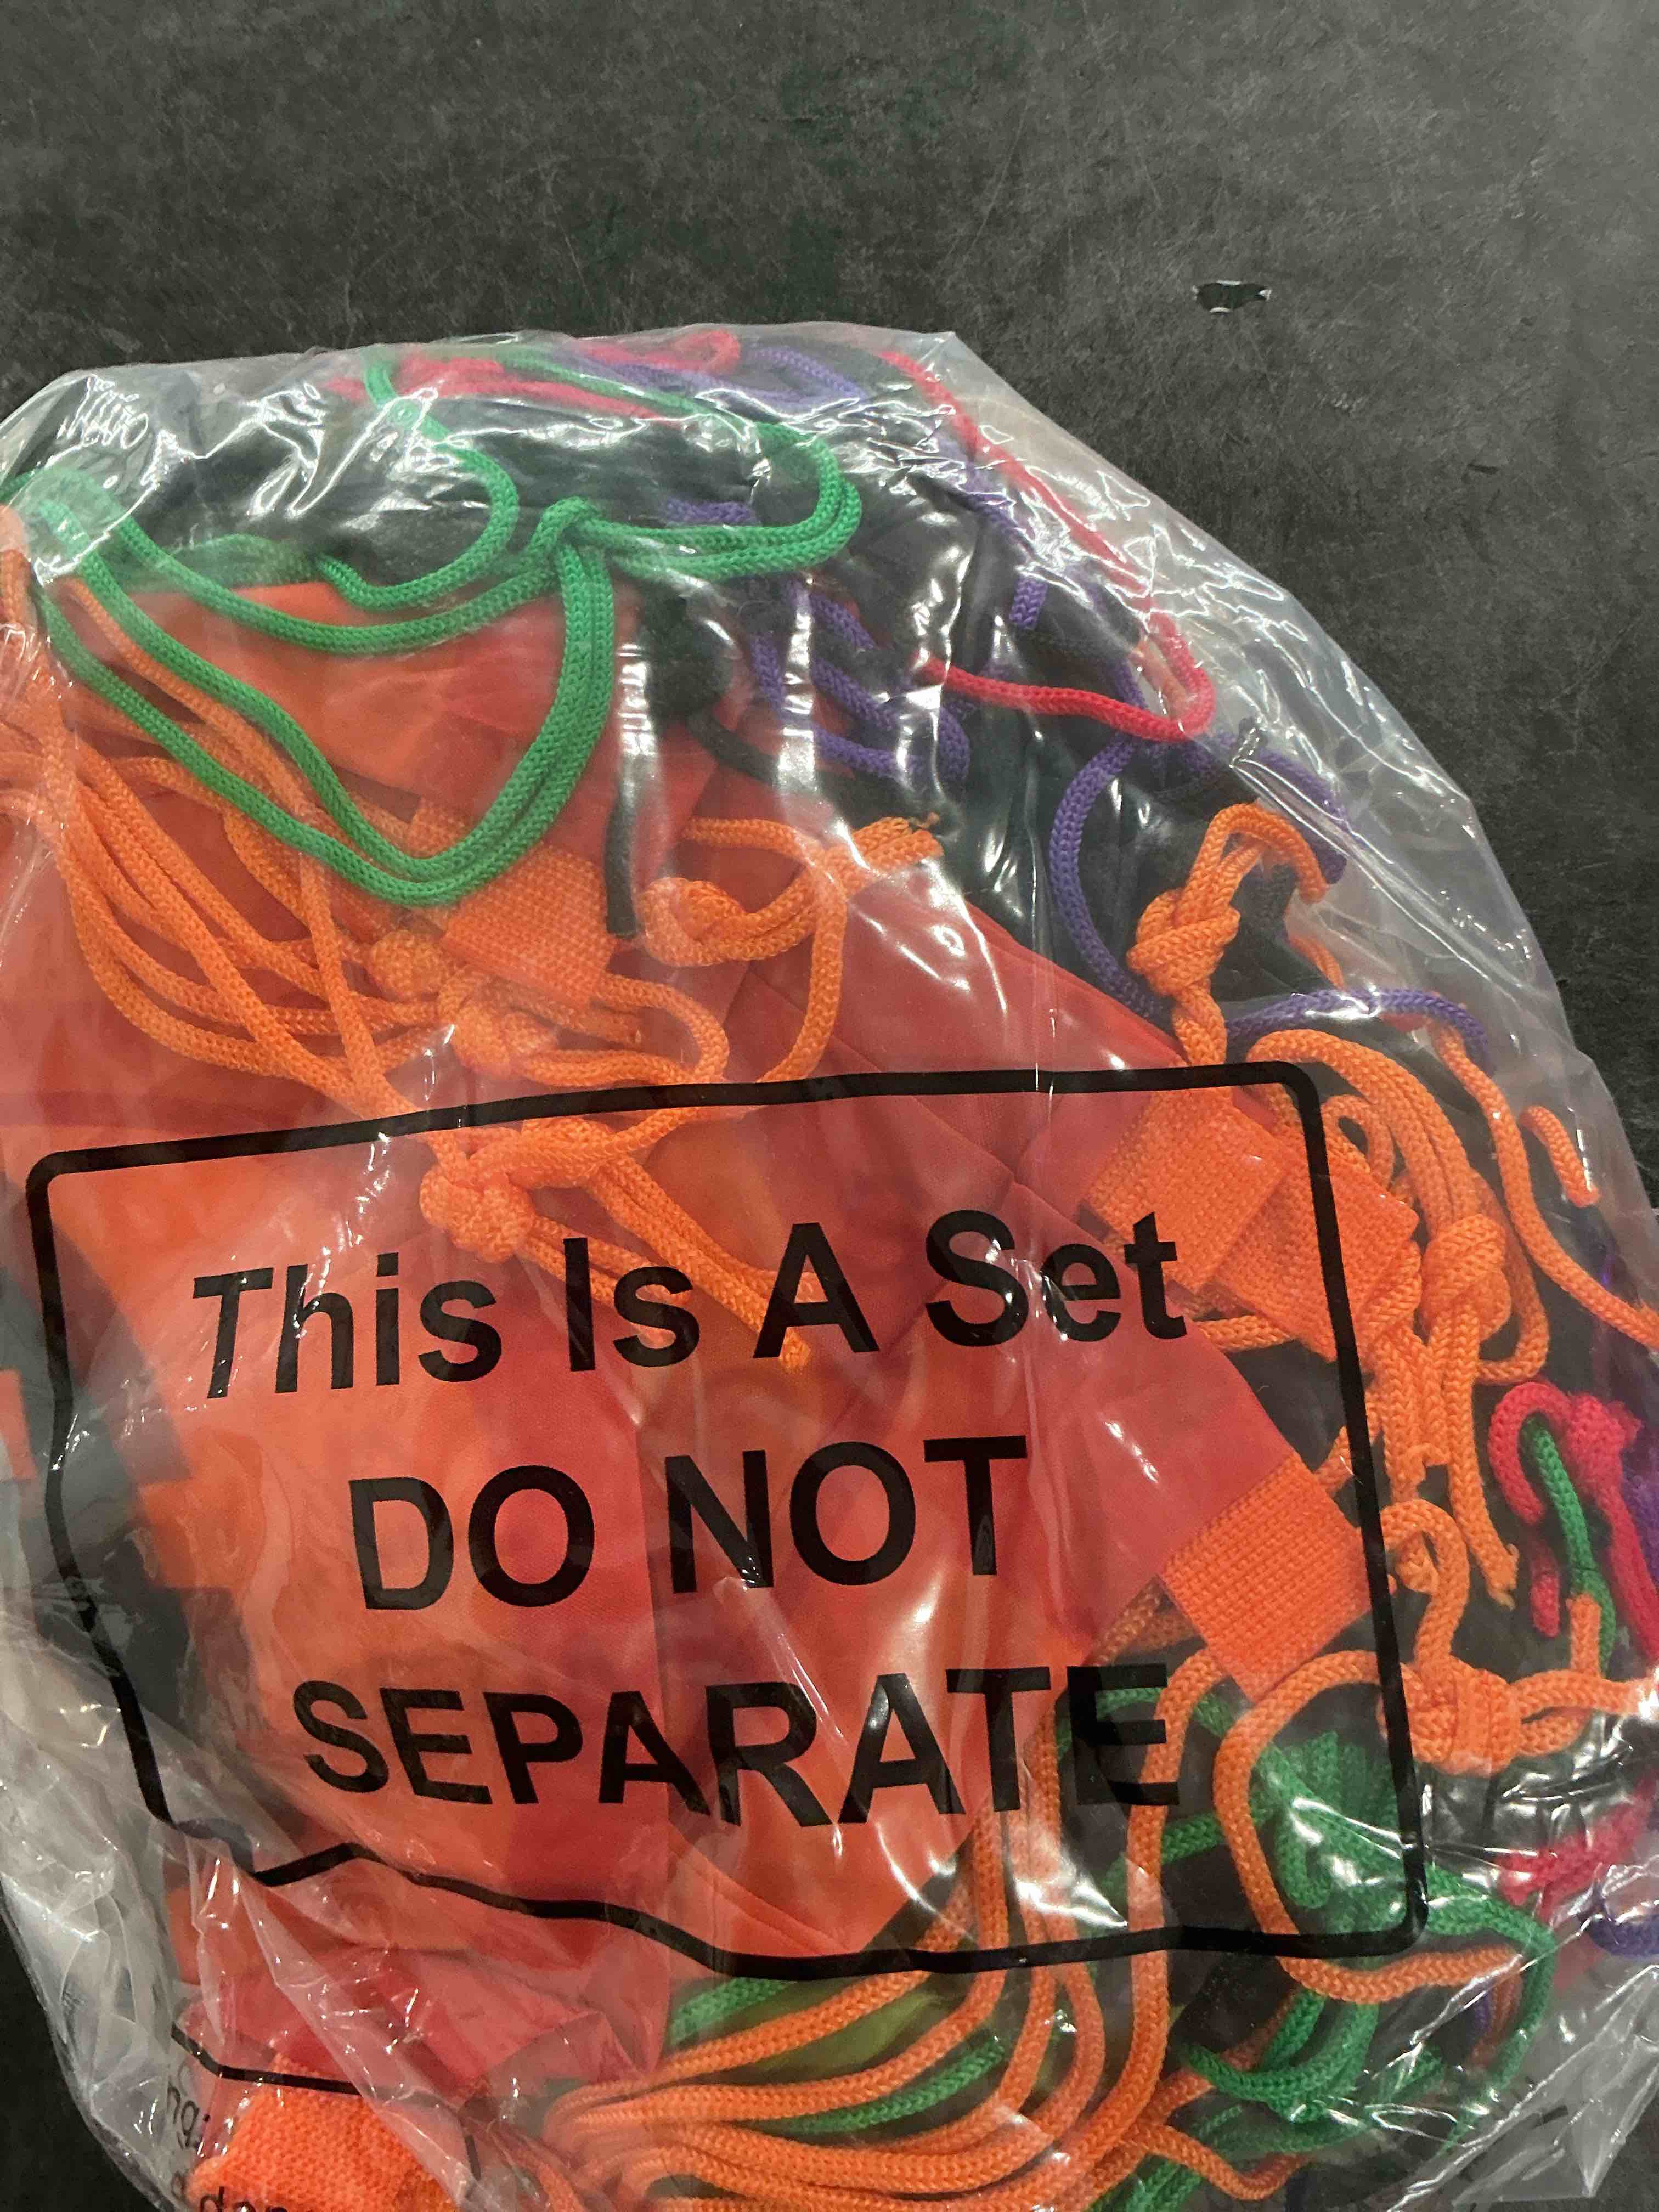 This Is A Set
DO NOT
SEPARATE